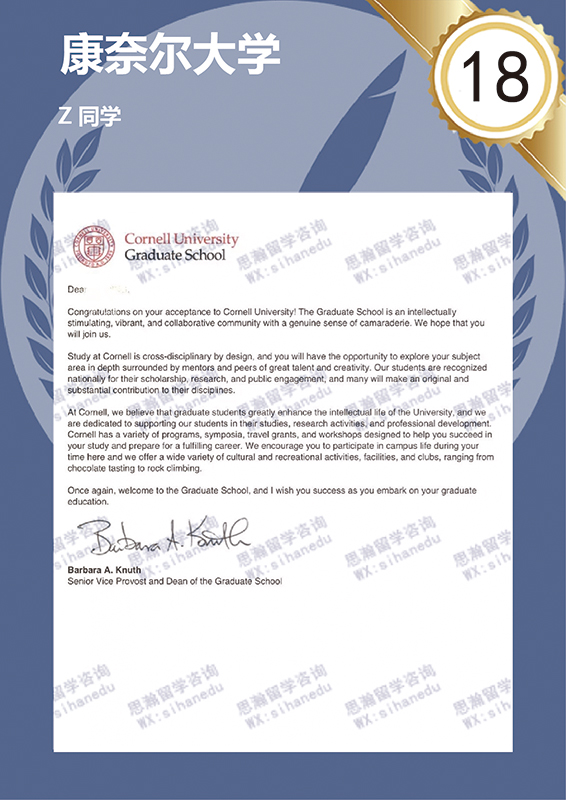 康奈尔大学
18
Z 同学
Cornell University
Graduate School
Dear
Congratulations on your acceptance to Cornell University! The Graduate School is an intellectually
stimulating, vibrant, and collaborative community with a genuine sense of camaraderie. We hope that you
will join us.
Study at Cornell is cross-disciplinary by design, and you will have the opportunity to explore your subject
area in depth surrounded by mentors and peers of great talent and creativity. Our students are recognized
nationally for their scholarship, research, and public engagement, and many will make an original and
substantial contribution to their disciplines.
At Cornell, we believe that graduate students greatly enhance the intellectual life of the University, and we
are dedicated to supporting our students in their studies, research activities, and professional development.
Cornell has a variety of programs, symposia, travel grants, and workshops designed to help you succeed in
your study and prepare for a fulfilling career. We encourage you to participate in campus life during your
time here and we offer a wide variety of cultural and recreational activities, facilities, and clubs, ranging from
chocolate tasting to rock climbing.
Once again, welcome to the Graduate School, and I wish you success as you embark on your graduate
education.
Barbara A. Knuth
Barbara A. Knuth
Senior Vice Provost and Dean of the Graduate School
思瀚留学咨询
WX:sihanedu